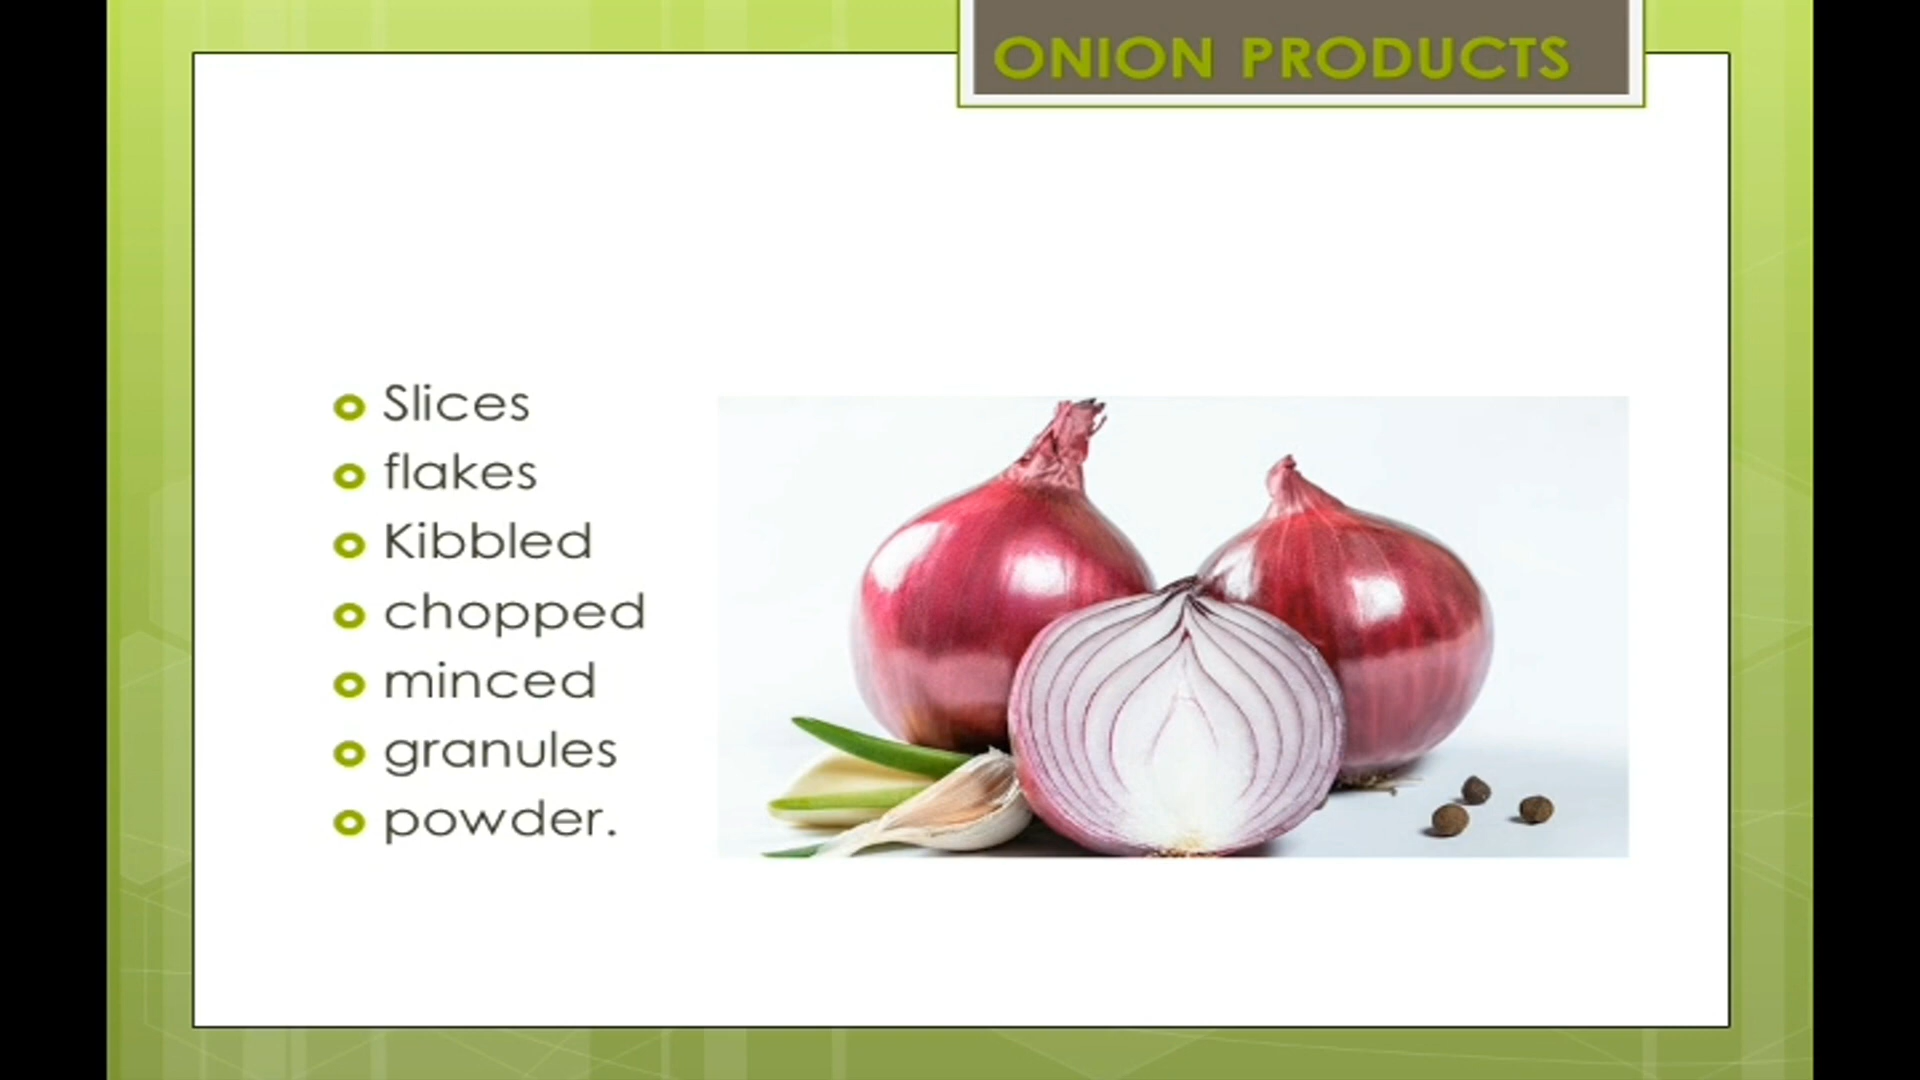 ONION PRODUCTS
Slices
flakes
Kibbled
chopped
minced
granules
powder.